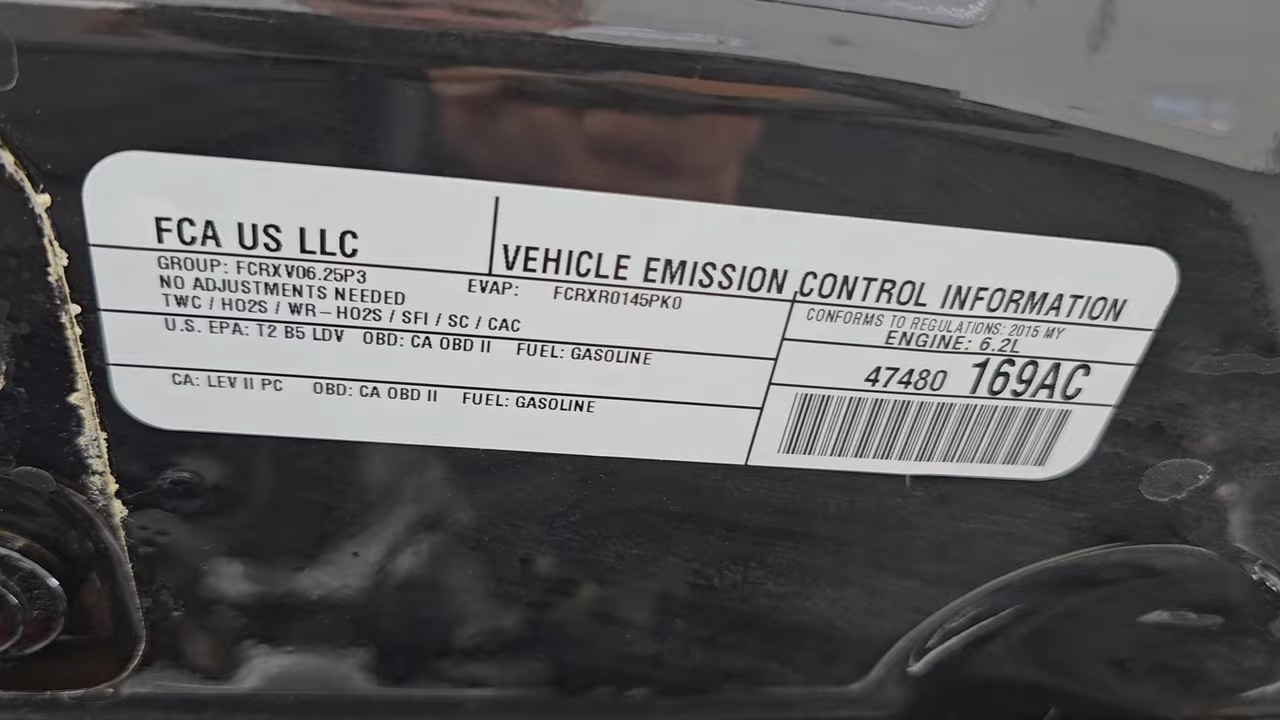 FCA US LLC
VEHICLE EMISSION CONTROL INFORMATION
GROUP: FCRXV06.25P3
EVAP: FCRXR0145PK0
NO ADJUSTMENTS NEEDED
TWC / HO2S / WR-HO2S / SFI / SC / CAC
CONFORMS TO REGULATIONS: 2015 MY
ENGINE: 6.2L
U.S. EPA: T2 B5 LDV OBD: CA OBD II FUEL: GASOLINE
47480 169AC
CA: LEV II PC OBD: CA OBD II FUEL: GASOLINE